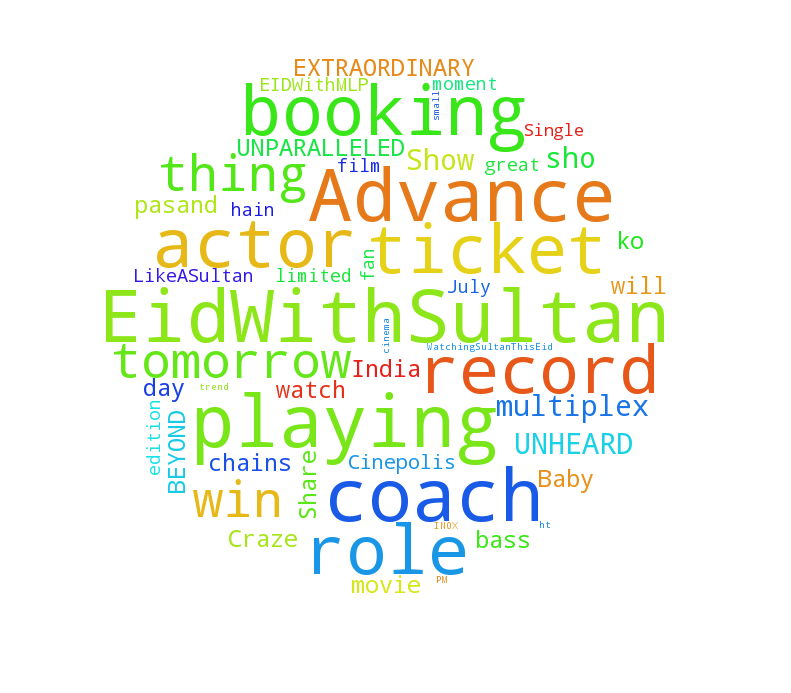 EXTRAORDINARY
EIDWithMLP
moment
small
booking
Single
UNPARALLELED
Show
sho
thing
film
great
Advance
pasand
hain
actor
ticket
ko
fan
LikeASultan
limited
July
will
EidWithSultan
cinema
WatchingSultanThisEid
tomorrow
India
record
day
trend
watch
multiplex
edition
BEYOND
playing
UNHEARD
chains
Share
Cinepolis
Baby
win
coach
INOX
ht
Craze
role
bass
movie
PM